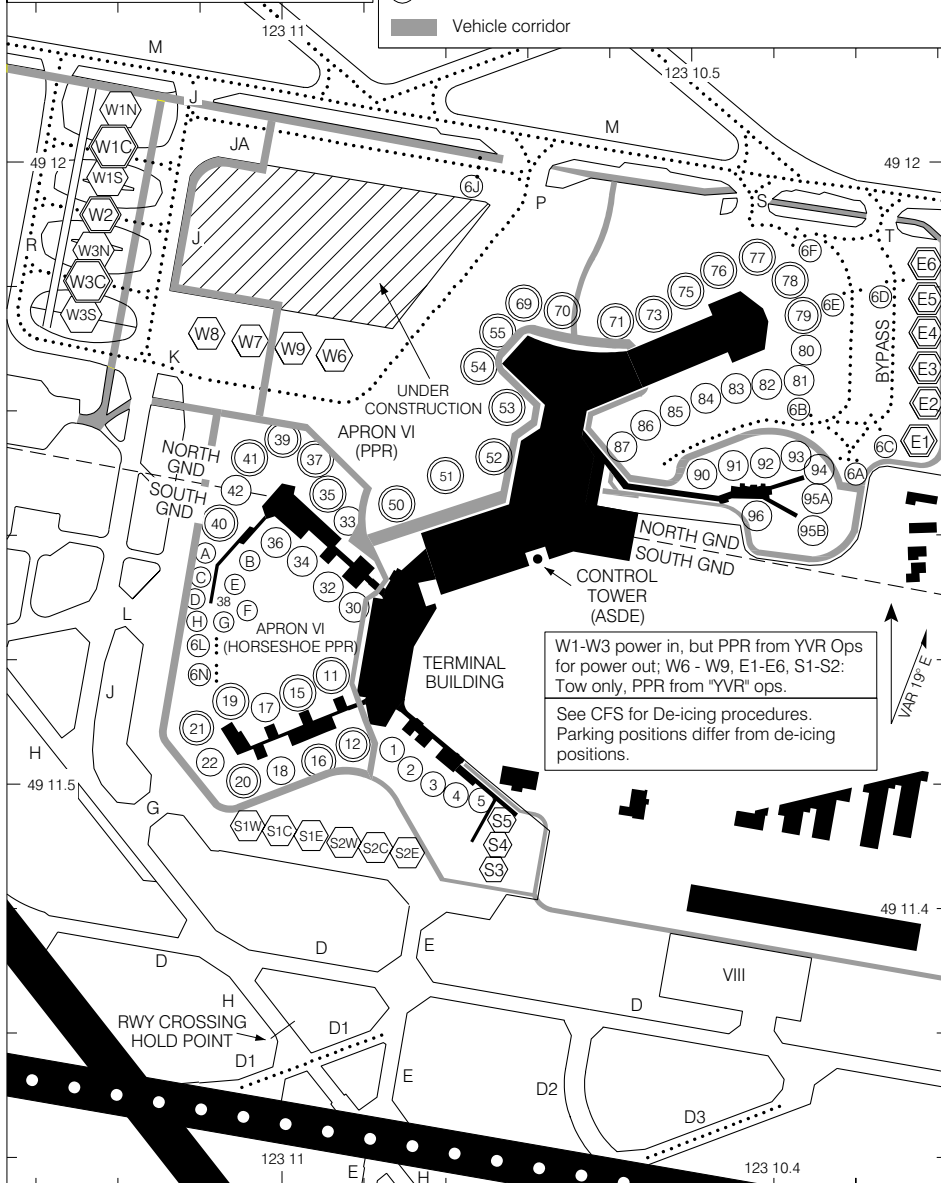 Vehicle corridor
123 11
M
123 10.5
J
W1N
M
W1C
JA
49 12
49 12
W1S
6J
W2
P
S
R
J
T
W3N
6F
77
E6
76
W3C
78
75
6D
E5
69
70
6E
W3S
73
79
71
55
W8
W7
W9
W6
E4
BYPASS
80
K
54
E3
UNDER
CONSTRUCTION
83
82
81
84
53
85
6B
E2
APRON VI
(PPR)
86
39
87
6C
E1
NORTH
GND
41
37
52
93
92
91
94
51
90
6A
SOUTH
GND
42
35
50
95A
33
96
40
95B
NORTH GND
SOUTH GND
36
A
B
34
C
E
32
CONTROL
TOWER
(ASDE)
D
38
F
30
L
H
G
APRON VI
(HORSESHOE PPR)
6L
W1-W3 power in, but PPR from YVR Ops
for power out; W6 - W9, E1-E6, S1-S2:
Tow only, PPR from "YVR" ops.
TERMINAL
BUILDING
6N
11
J
15
VAR 19° E
19
17
See CFS for De-icing procedures.
Parking positions differ from de-icing
positions.
21
12
H
1
22
16
18
2
20
3
49 11.5
4
5
G
S1W
S1C
S1E
S2W
S2C
S2E
S5
S4
S3
49 11.4
D
E
D
VIII
H
D
RWY CROSSING
HOLD POINT
D1
D1
E
D2
D3
123 11
123 10.4
E
H